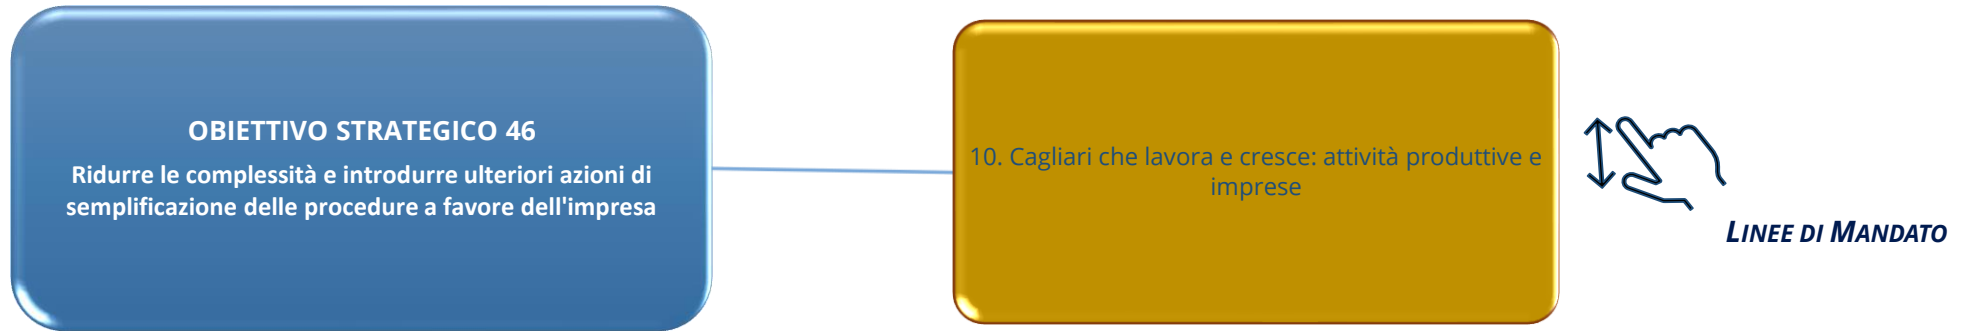 OBIETTIVO STRATEGICO 46
Ridurre le complessità e introdurre ulteriori azioni di
semplificazione delle procedure a favore dell'impresa
10. Cagliari che lavora e cresce: attività produttive e
imprese
LINEE DI MANDATO